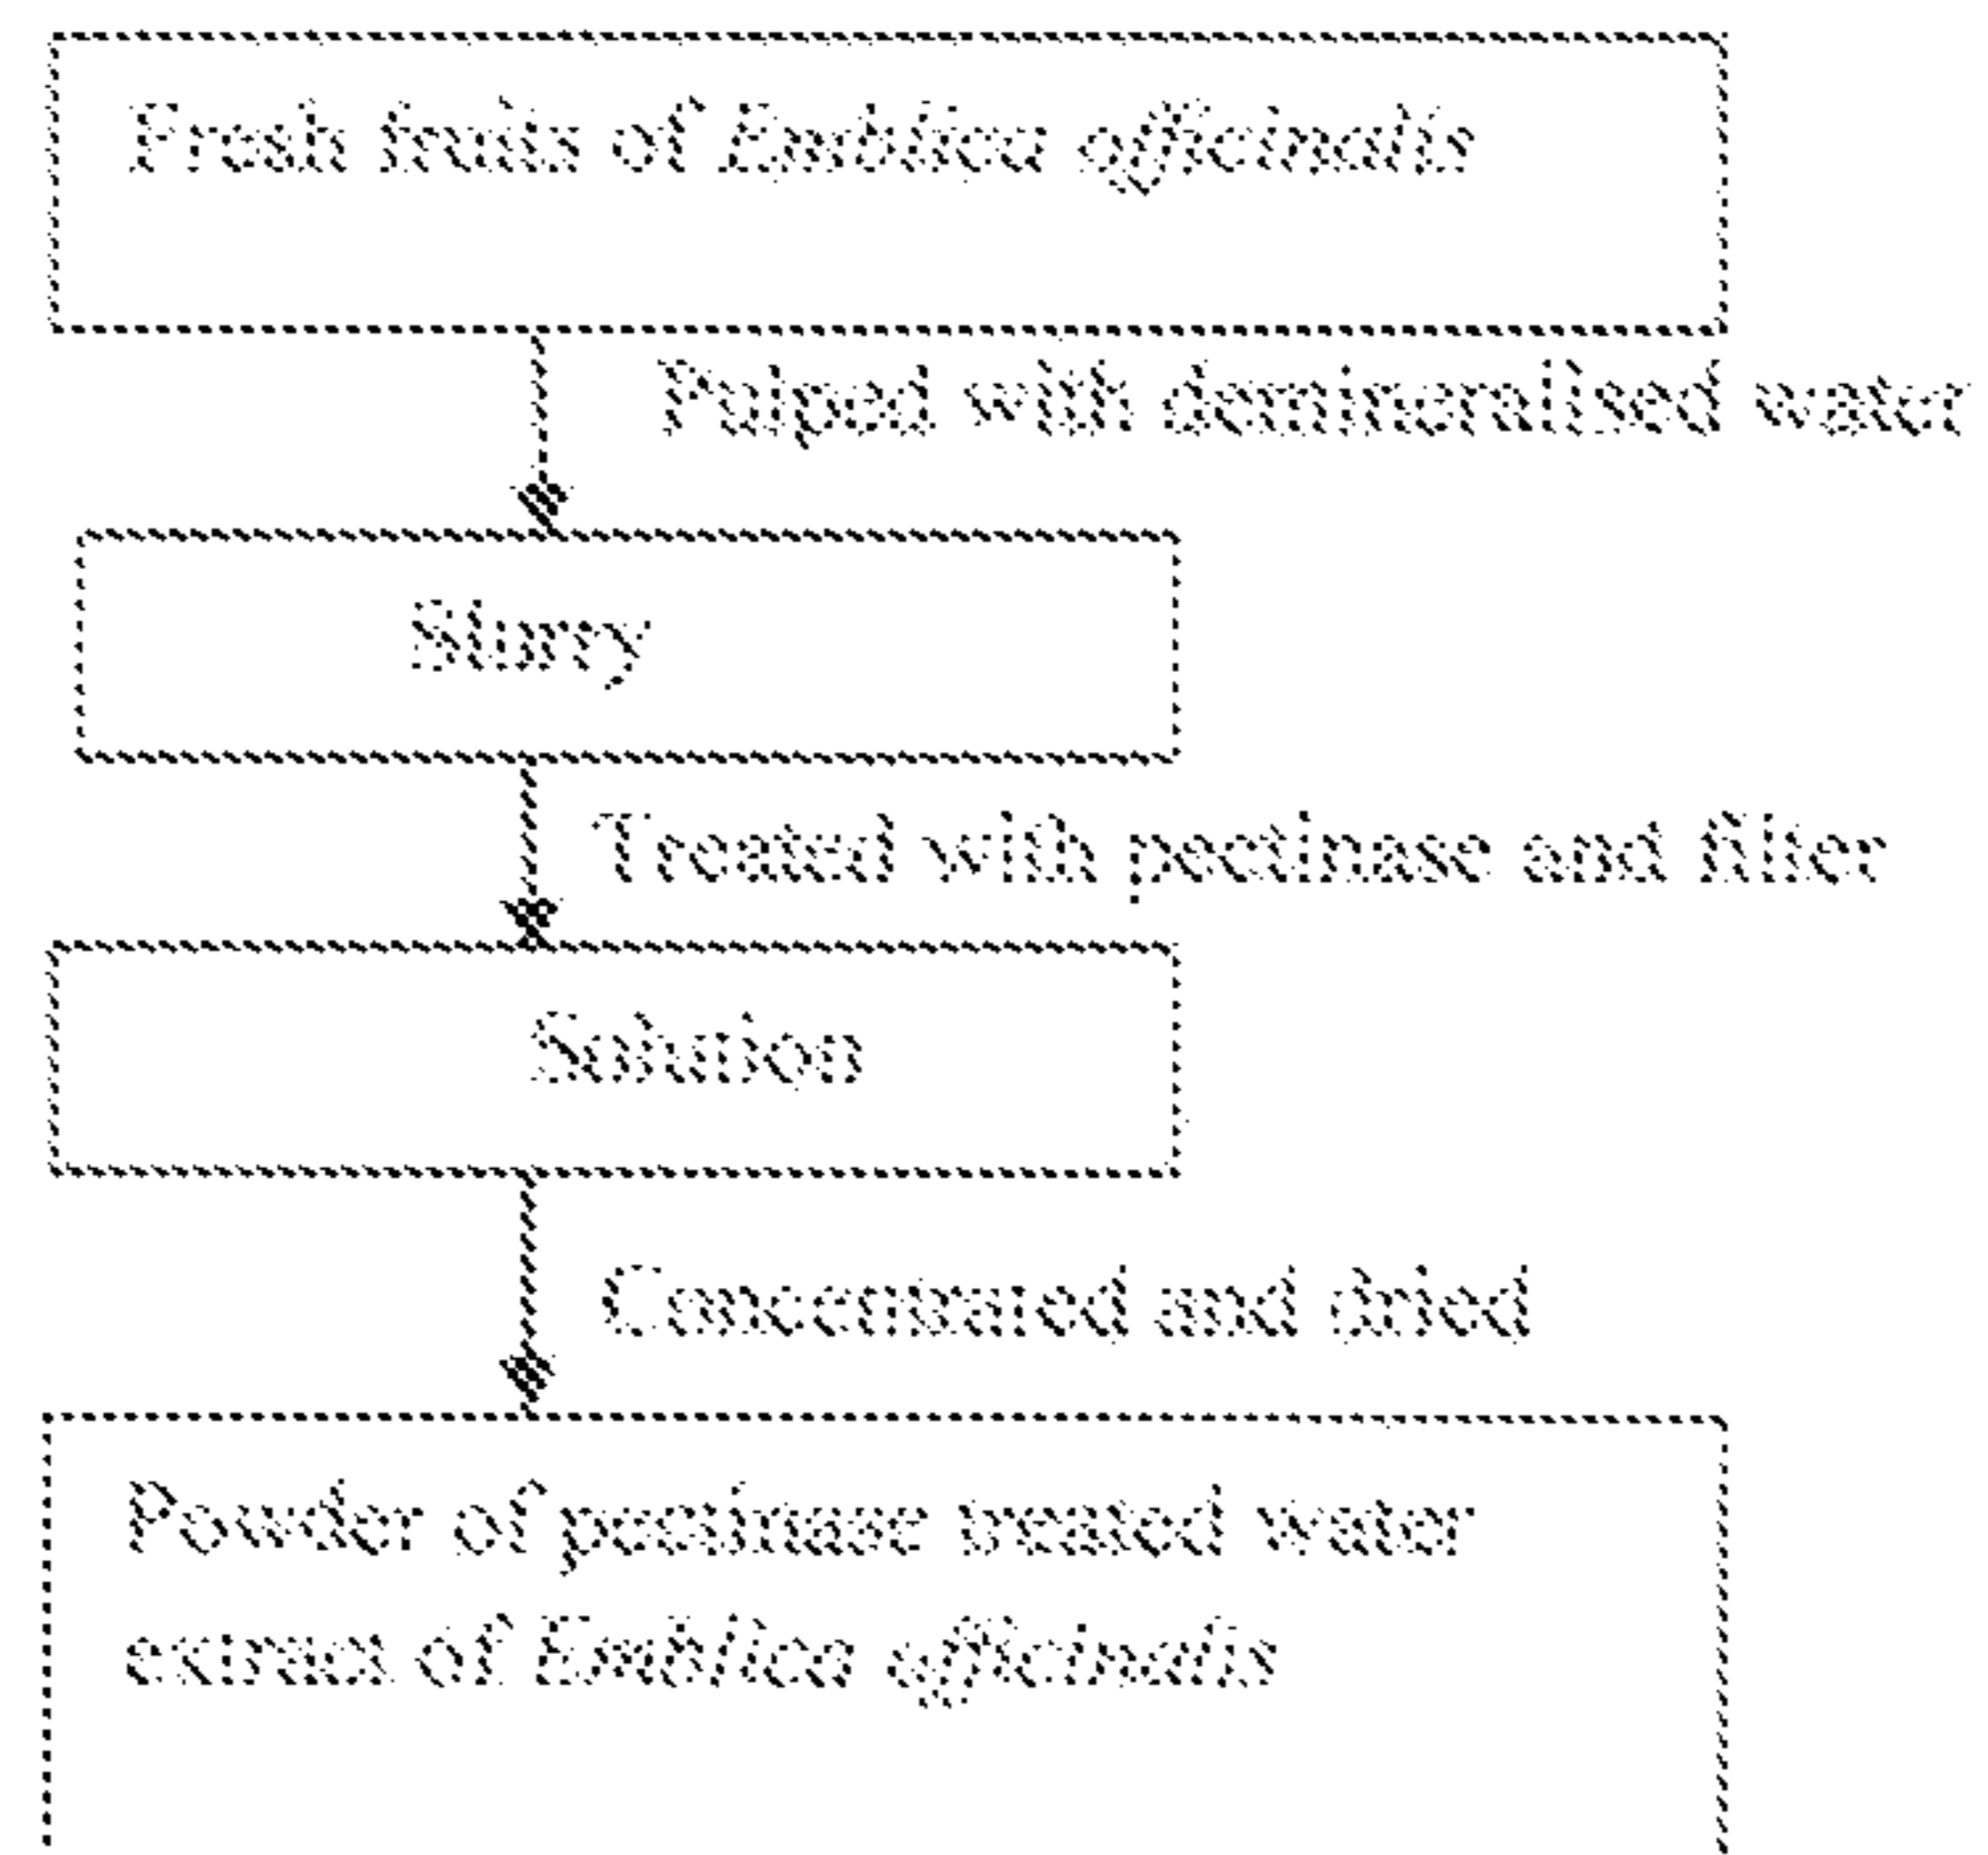 Fresh fruits of Emblica officinalis
Pulped with demineralised water
Slurry
Treated with pectinase and filter
Solution
Concentrated and dried
Powder of pectinase treated water
extract of Emblica officinalis